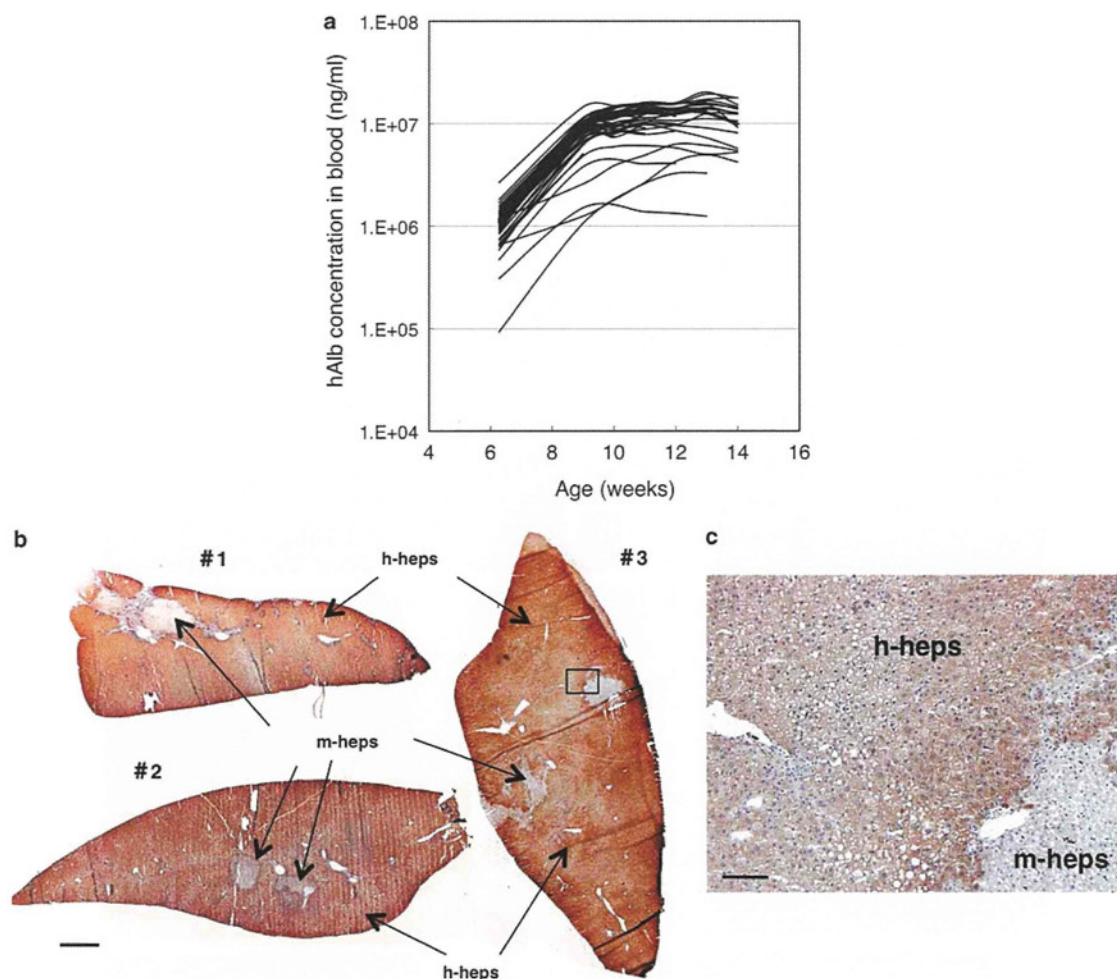 a
1.E+08
1.E+07
1.E+06
1.E+05
1.E+04
hAlb concentration in blood (ng/ml)
4 6 8 10 12 14 16
Age (weeks)
b
#1
h-heps
#3
m-heps
#2
h-heps
c
h-heps
m-heps